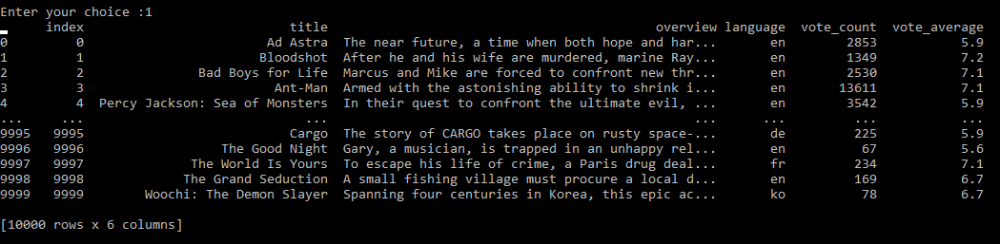 Enter your choice :1
index title overview language vote_count vote_average
0 0 Ad Astra The near future, a time when both hope and har... en 2853 5.9
1 1 Bloodshot After he and his wife are murdered, marine Ray... en 1349 7.2
2 2 Bad Boys for Life Marcus and Mike are forced to confront new thr... en 2530 7.1
3 3 Ant-Man Armed with the astonishing ability to shrink i... en 13611 7.1
4 4 Percy Jackson: Sea of Monsters In their quest to confront the ultimate evil, ... en 3542 5.9
... ... ... ... ... ... ...
9995 9995 Cargo The story of CARGO takes place on rusty space-... de 225 5.9
9996 9996 The Good Night Gary, a musician, is trapped in an unhappy rel... en 67 5.6
9997 9997 The World Is Yours To escape his life of crime, a Paris drug deal... fr 234 7.1
9998 9998 The Grand Seduction A small fishing village must procure a local d... en 169 6.7
9999 9999 Woochi: The Demon Slayer Spanning four centuries in Korea, this epic ac... ko 78 6.7
[10000 rows x 6 columns]